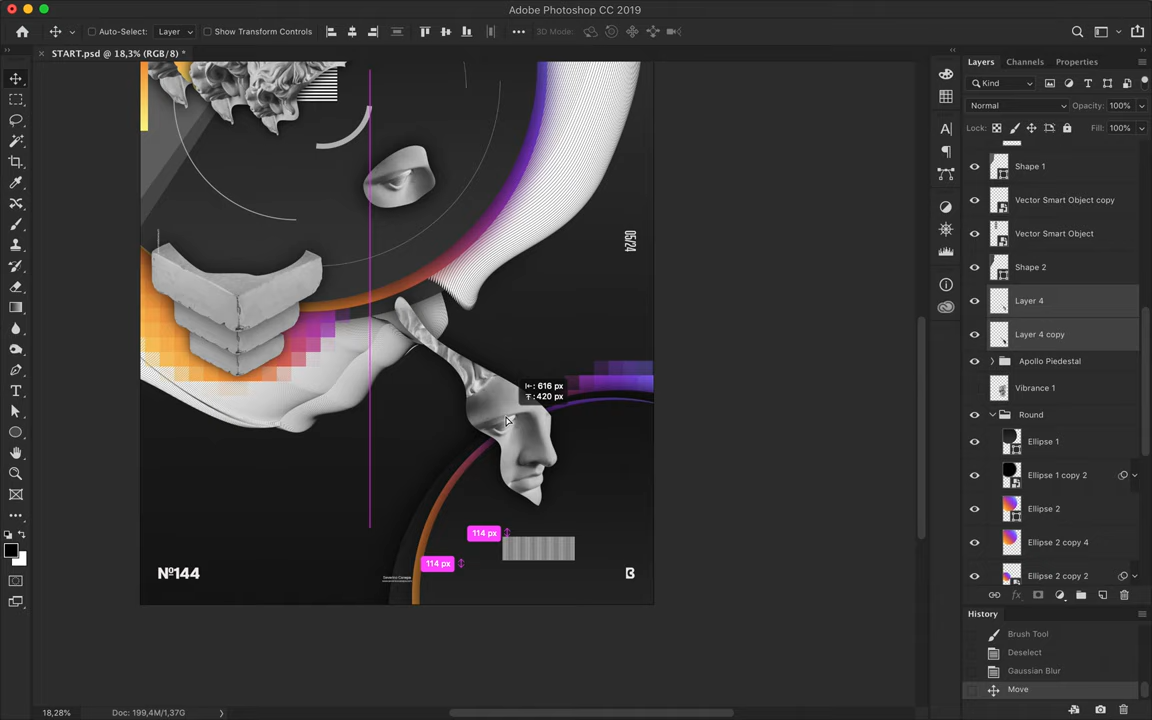 Adobe Photoshop CC 2019
Auto-Select: Layer Show Transform Controls 3D Mode:
START.psd @ 18,3% (RGB/8) *
Layers Channels Properties
Kind
Normal Opacity: 100%
Lock: Fill: 100%
Shape 1
Vector Smart Object copy
Vector Smart Object
Shape 2
Layer 4
Layer 4 copy
Apollo Piedestal
Vibrance 1
Round
Ellipse 1
Ellipse 1 copy 2
Ellipse 2
Ellipse 2 copy 4
Ellipse 2 copy 2
History
Brush Tool
Deselect
Gaussian Blur
Move
05/24
616 px
420 px
114 px
114 px
№144
B
18,28% Doc: 199,4M/1,37G